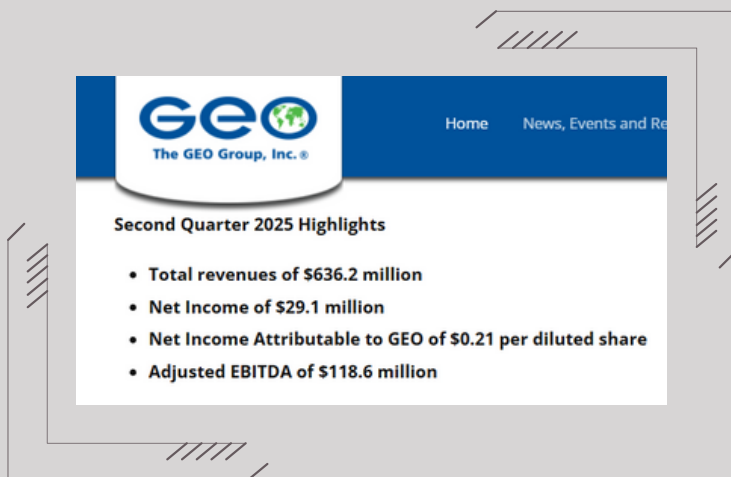 GEO
The GEO Group, Inc.®
Home News, Events and Re
Second Quarter 2025 Highlights
• Total revenues of $636.2 million
• Net Income of $29.1 million
• Net Income Attributable to GEO of $0.21 per diluted share
• Adjusted EBITDA of $118.6 million